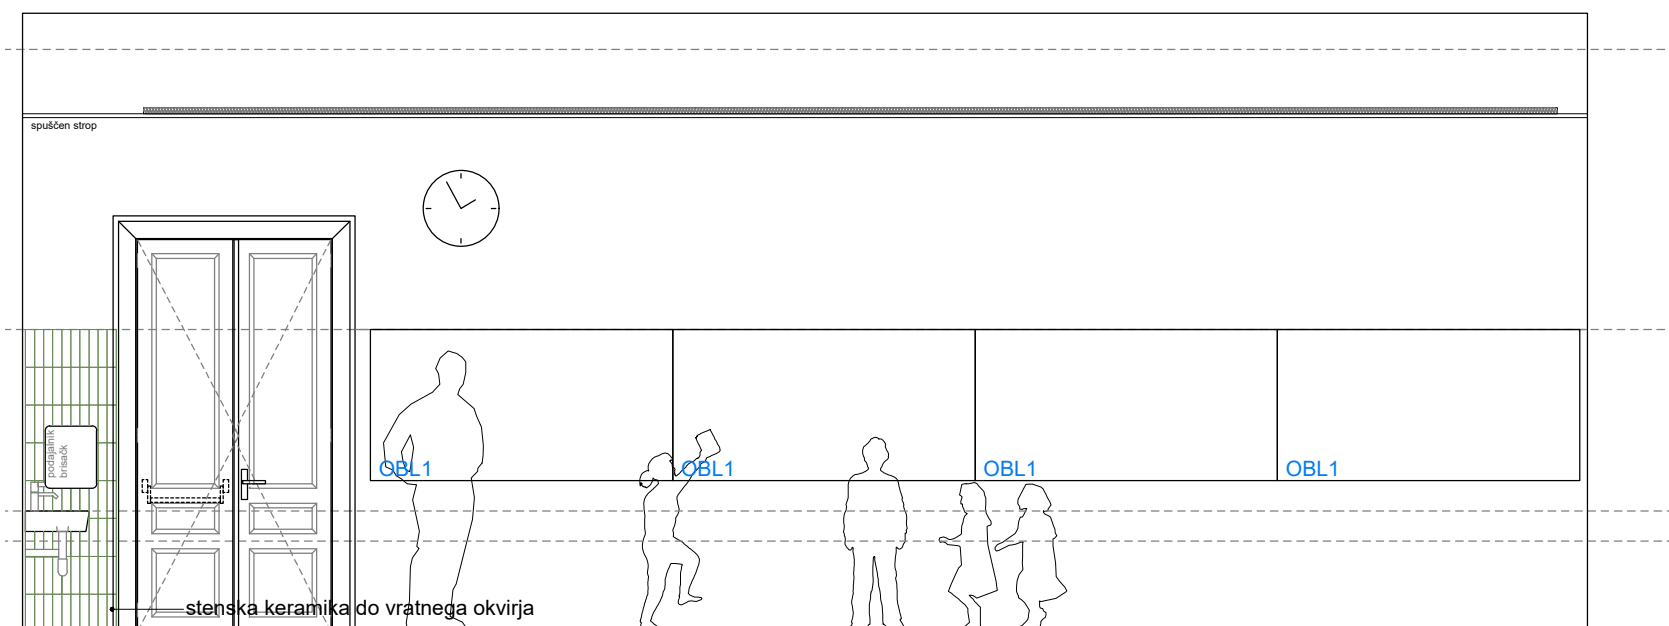 spuščen strop
podajalnik
brisačk
OBL1
OBL1
OBL1
OBL1
stenska keramika do vratnega okvirja